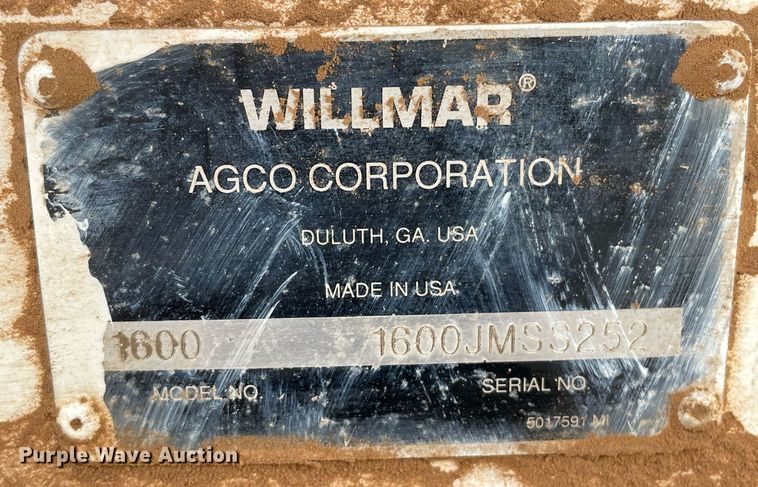 WILLMAR®
AGCO CORPORATION
DULUTH, GA. USA
MADE IN USA
1600 1600JMSS252
MODEL NO. SERIAL NO.
5017591 M1
Purple Wave Auction